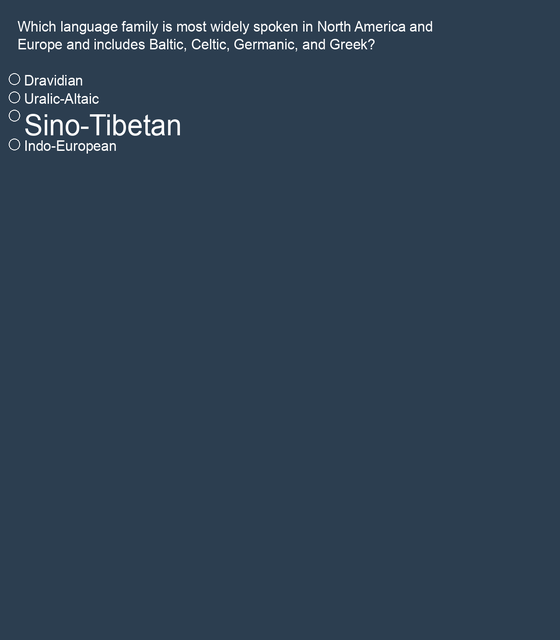 Which language family is most widely spoken in North America and
Europe and includes Baltic, Celtic, Germanic, and Greek?
Dravidian
Uralic-Altaic
Sino-Tibetan
Indo-European